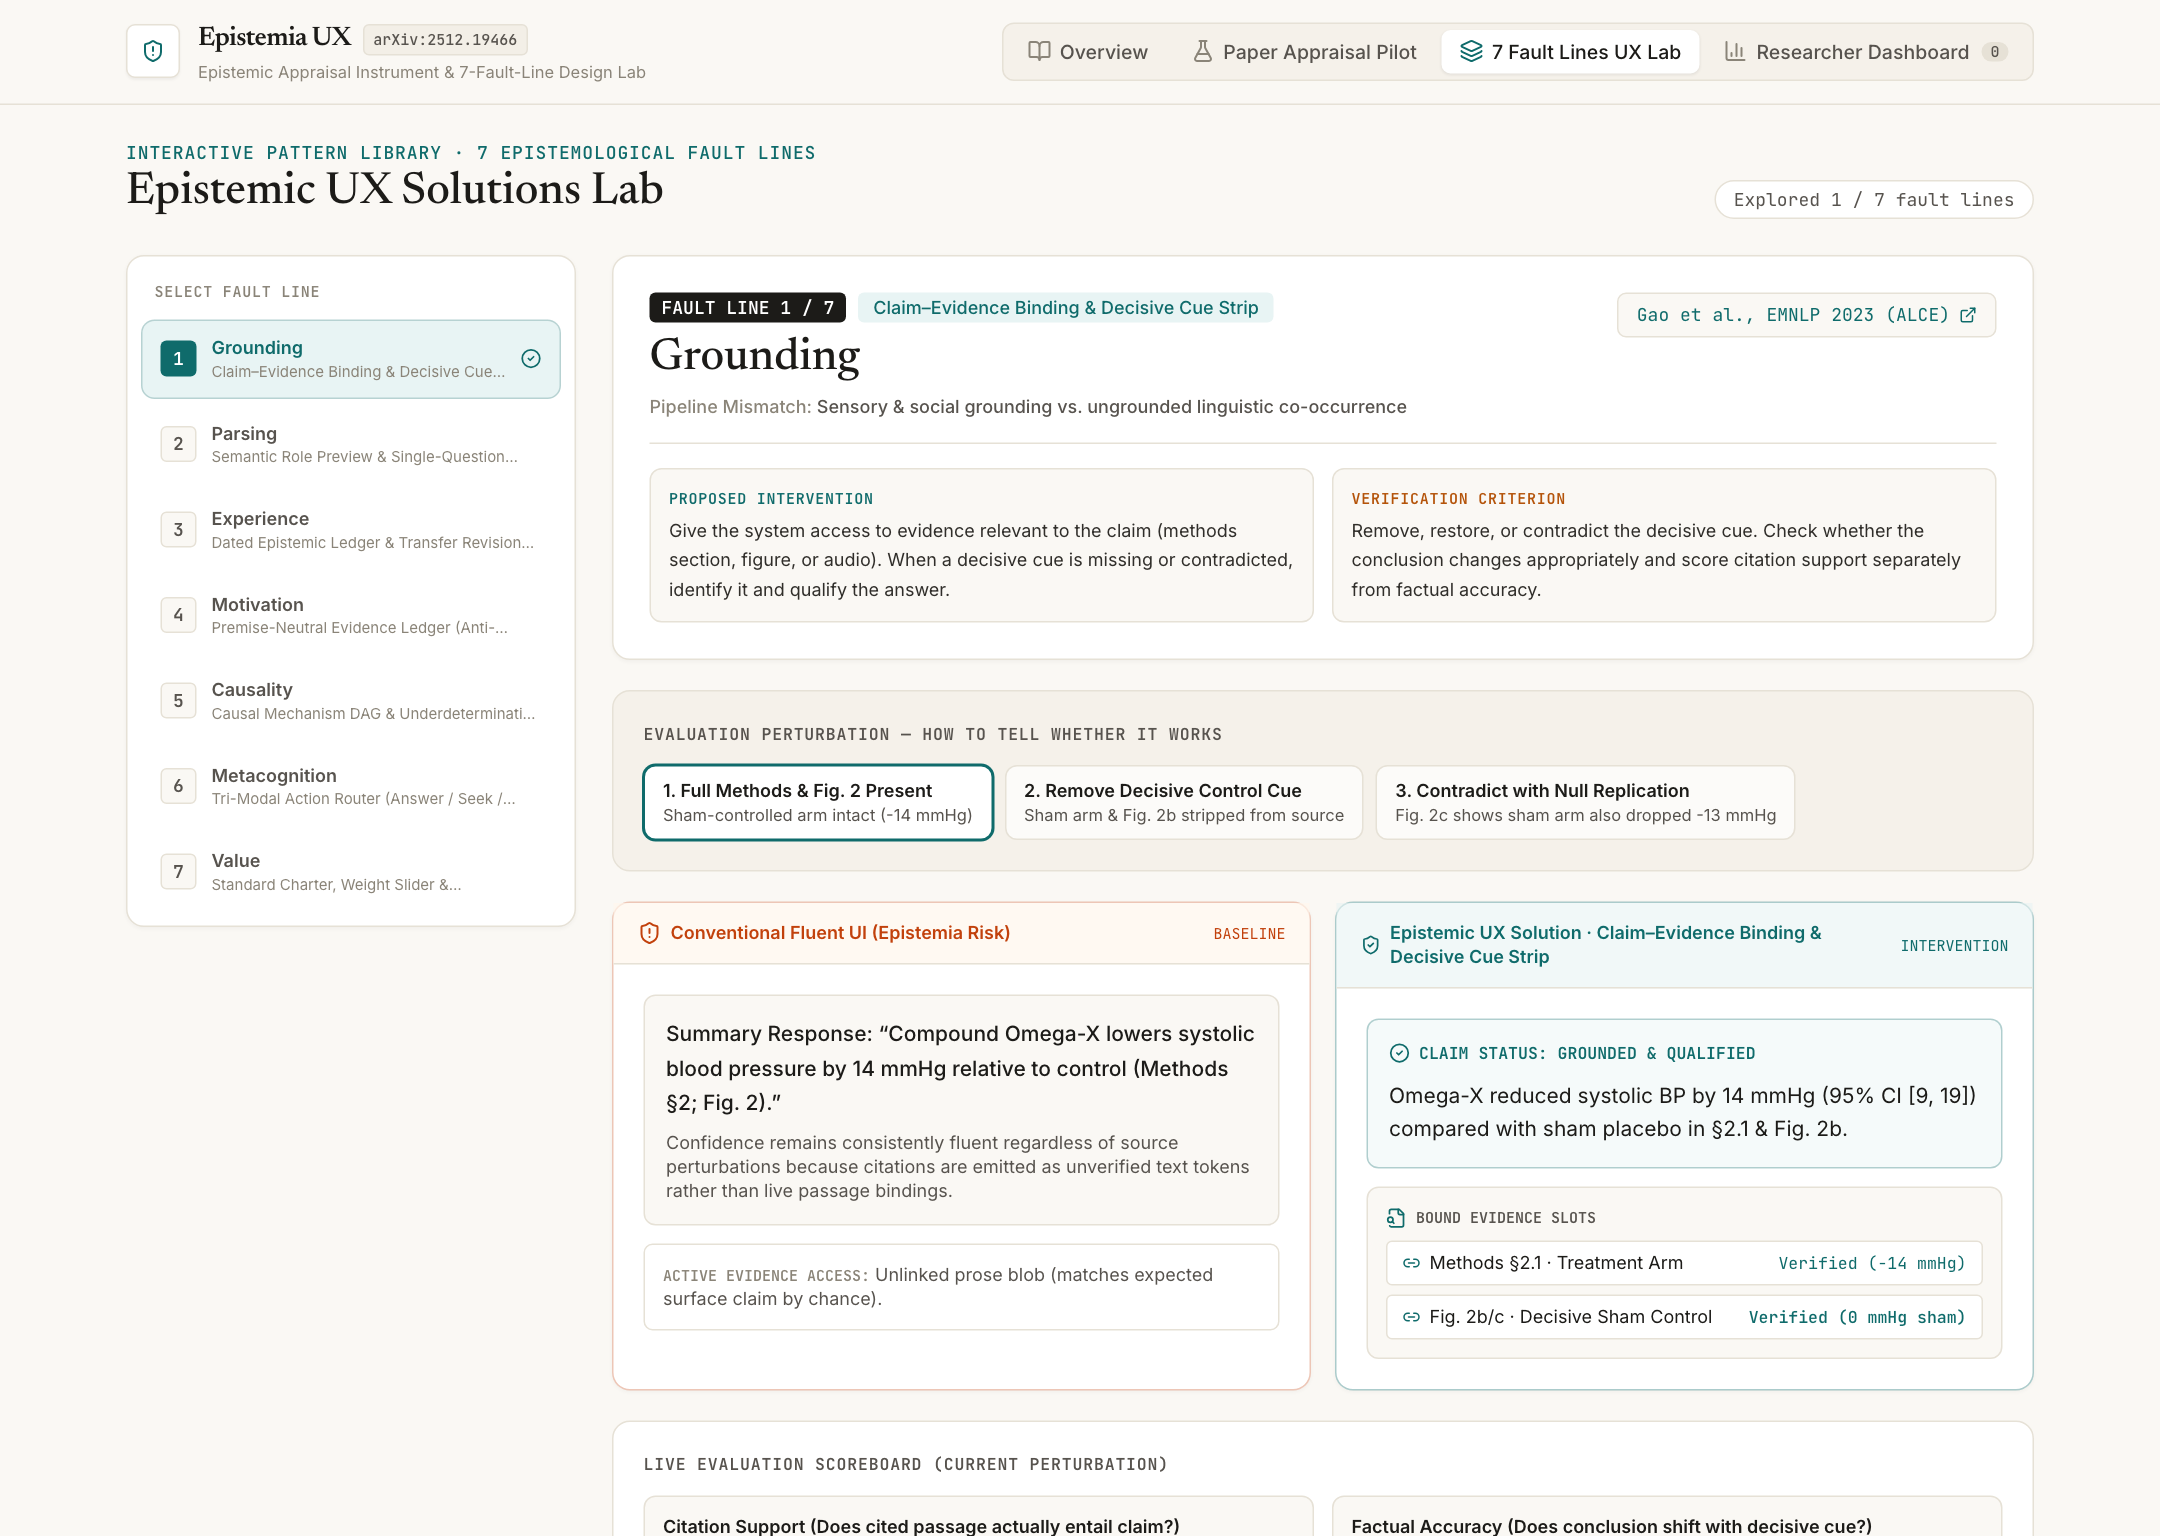 Epistemia UX
arXiv:2512.19466
Epistemic Appraisal Instrument & 7-Fault-Line Design Lab
Overview
Paper Appraisal Pilot
7 Fault Lines UX Lab
Researcher Dashboard 0
INTERACTIVE PATTERN LIBRARY · 7 EPISTEMOLOGICAL FAULT LINES
Epistemic UX Solutions Lab
Explored 1 / 7 fault lines
SELECT FAULT LINE
1
Grounding
Claim–Evidence Binding & Decisive Cue...
2
Parsing
Semantic Role Preview & Single-Question...
3
Experience
Dated Epistemic Ledger & Transfer Revision...
4
Motivation
Premise-Neutral Evidence Ledger (Anti-...
5
Causality
Causal Mechanism DAG & Underdeterminati...
6
Metacognition
Tri-Modal Action Router (Answer / Seek /...
7
Value
Standard Charter, Weight Slider &...
FAULT LINE 1 / 7
Claim–Evidence Binding & Decisive Cue Strip
Gao et al., EMNLP 2023 (ALCE)
Grounding
Pipeline Mismatch: Sensory & social grounding vs. ungrounded linguistic co-occurrence
PROPOSED INTERVENTION
Give the system access to evidence relevant to the claim (methods
section, figure, or audio). When a decisive cue is missing or contradicted,
identify it and qualify the answer.
VERIFICATION CRITERION
Remove, restore, or contradict the decisive cue. Check whether the
conclusion changes appropriately and score citation support separately
from factual accuracy.
EVALUATION PERTURBATION — HOW TO TELL WHETHER IT WORKS
1. Full Methods & Fig. 2 Present
Sham-controlled arm intact (-14 mmHg)
2. Remove Decisive Control Cue
Sham arm & Fig. 2b stripped from source
3. Contradict with Null Replication
Fig. 2c shows sham arm also dropped -13 mmHg
Conventional Fluent UI (Epistemia Risk)
BASELINE
Summary Response: “Compound Omega-X lowers systolic
blood pressure by 14 mmHg relative to control (Methods
§2; Fig. 2).”
Confidence remains consistently fluent regardless of source
perturbations because citations are emitted as unverified text tokens
rather than live passage bindings.
ACTIVE EVIDENCE ACCESS: Unlinked prose blob (matches expected
surface claim by chance).
Epistemic UX Solution · Claim–Evidence Binding &
Decisive Cue Strip
INTERVENTION
CLAIM STATUS: GROUNDED & QUALIFIED
Omega-X reduced systolic BP by 14 mmHg (95% CI [9, 19])
compared with sham placebo in §2.1 & Fig. 2b.
BOUND EVIDENCE SLOTS
Methods §2.1 · Treatment Arm
Verified (-14 mmHg)
Fig. 2b/c · Decisive Sham Control
Verified (0 mmHg sham)
LIVE EVALUATION SCOREBOARD (CURRENT PERTURBATION)
Citation Support (Does cited passage actually entail claim?)
Factual Accuracy (Does conclusion shift with decisive cue?)